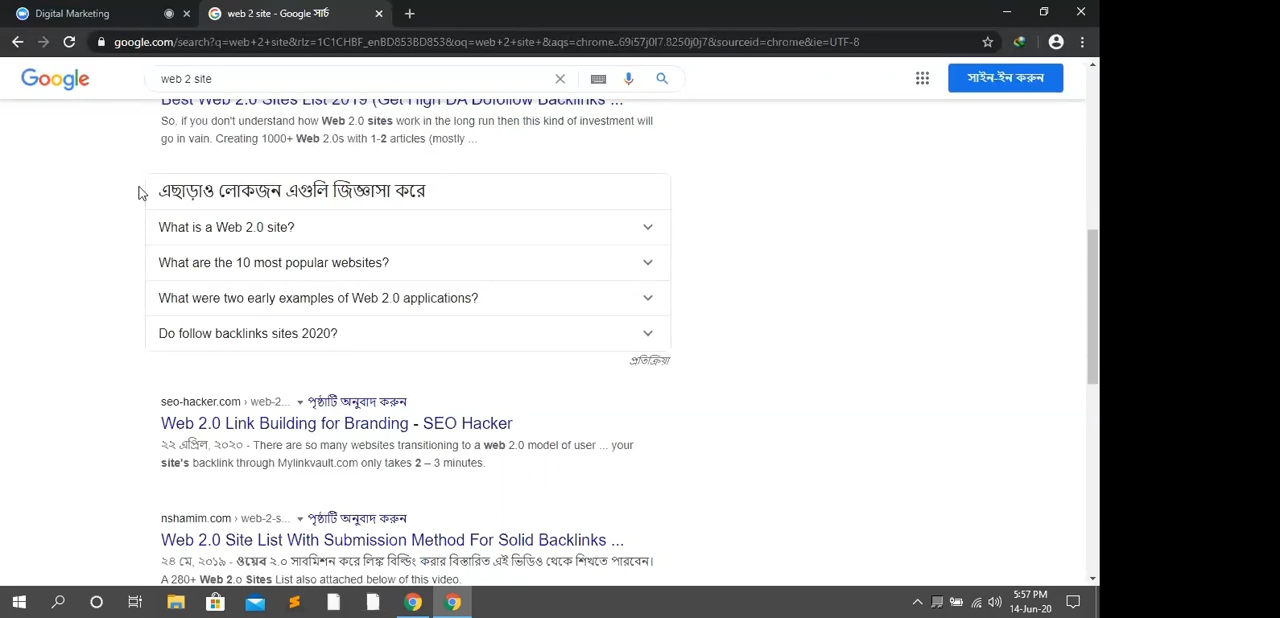 Digital Marketing
web 2 site - Google সার্চ
google.com/search?q=web+2+site&rlz=1C1CHBF_enBD853BD853&oq=web+2+site+&aqs=chrome..69i57j0l7.8250j0j7&sourceid=chrome&ie=UTF-8
Google
web 2 site
সাইন-ইন করুন
Best Web 2.0 Sites List 2019 (Get High DA Dofollow Backlinks ...
So, if you don't understand how Web 2.0 sites work in the long run then this kind of investment will
go in vain. Creating 1000+ Web 2.0s with 1-2 articles (mostly ...
এছাড়াও লোকজন এগুলি জিজ্ঞাসা করে
What is a Web 2.0 site?
What are the 10 most popular websites?
What were two early examples of Web 2.0 applications?
Do follow backlinks sites 2020?
প্রতিক্রিয়া
seo-hacker.com › web-2... পৃষ্ঠাটি অনুবাদ করুন
Web 2.0 Link Building for Branding - SEO Hacker
২২ এপ্রিল, ২০২০ - There are so many websites transitioning to a web 2.0 model of user ... your
site's backlink through Mylinkvault.com only takes 2 – 3 minutes.
nshamim.com › web-2-s... পৃষ্ঠাটি অনুবাদ করুন
Web 2.0 Site List With Submission Method For Solid Backlinks ...
২৪ মে, ২০১৯ - ওয়েব ২.০ সাবমিশন করে লিঙ্ক বিল্ডিং করার বিস্তারিত এই ভিডিও থেকে শিখতে পারবেন।
A 280+ Web 2.o Sites List also attached below of this video.
5:57 PM
14-Jun-20